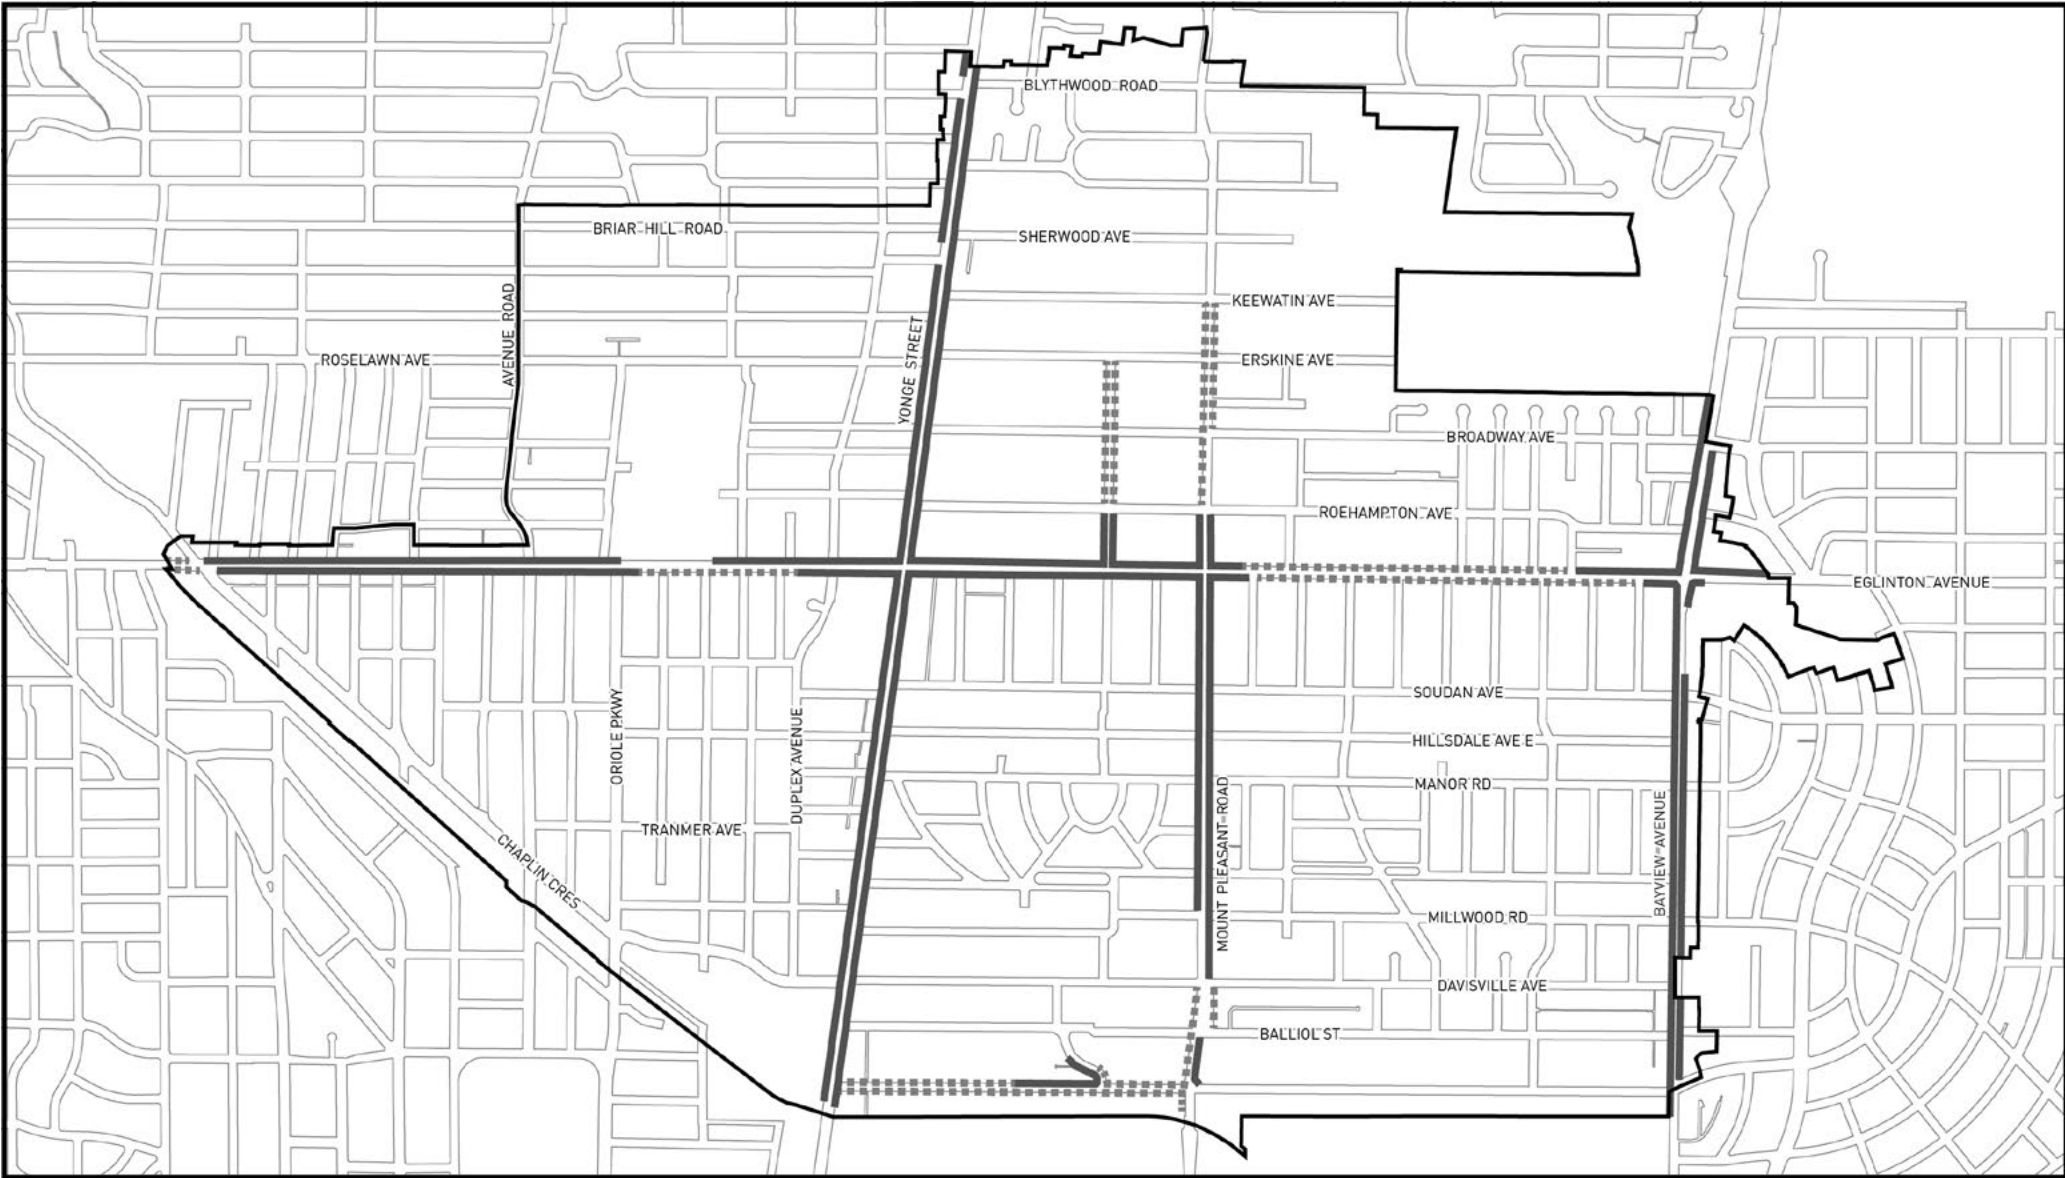 BLYTHWOOD ROAD
BRIAR HILL ROAD
SHERWOOD AVE
KEEWATIN AVE
AVENUE ROAD
YONGE STREET
ROSELAWN AVE
ERSKINE AVE
BROADWAY AVE
ROEHAMPTON AVE
EGLINTON AVENUE
SOUDAN AVE
ORIOLE PKWY
DUPLEX AVENUE
HILLSDALE AVE E
MANOR RD
MOUNT PLEASANT ROAD
BAYVIEW AVENUE
TRANMER AVE
CHAPLIN CRES
MILLWOOD RD
DAVISVILLE AVE
BALLIOL ST